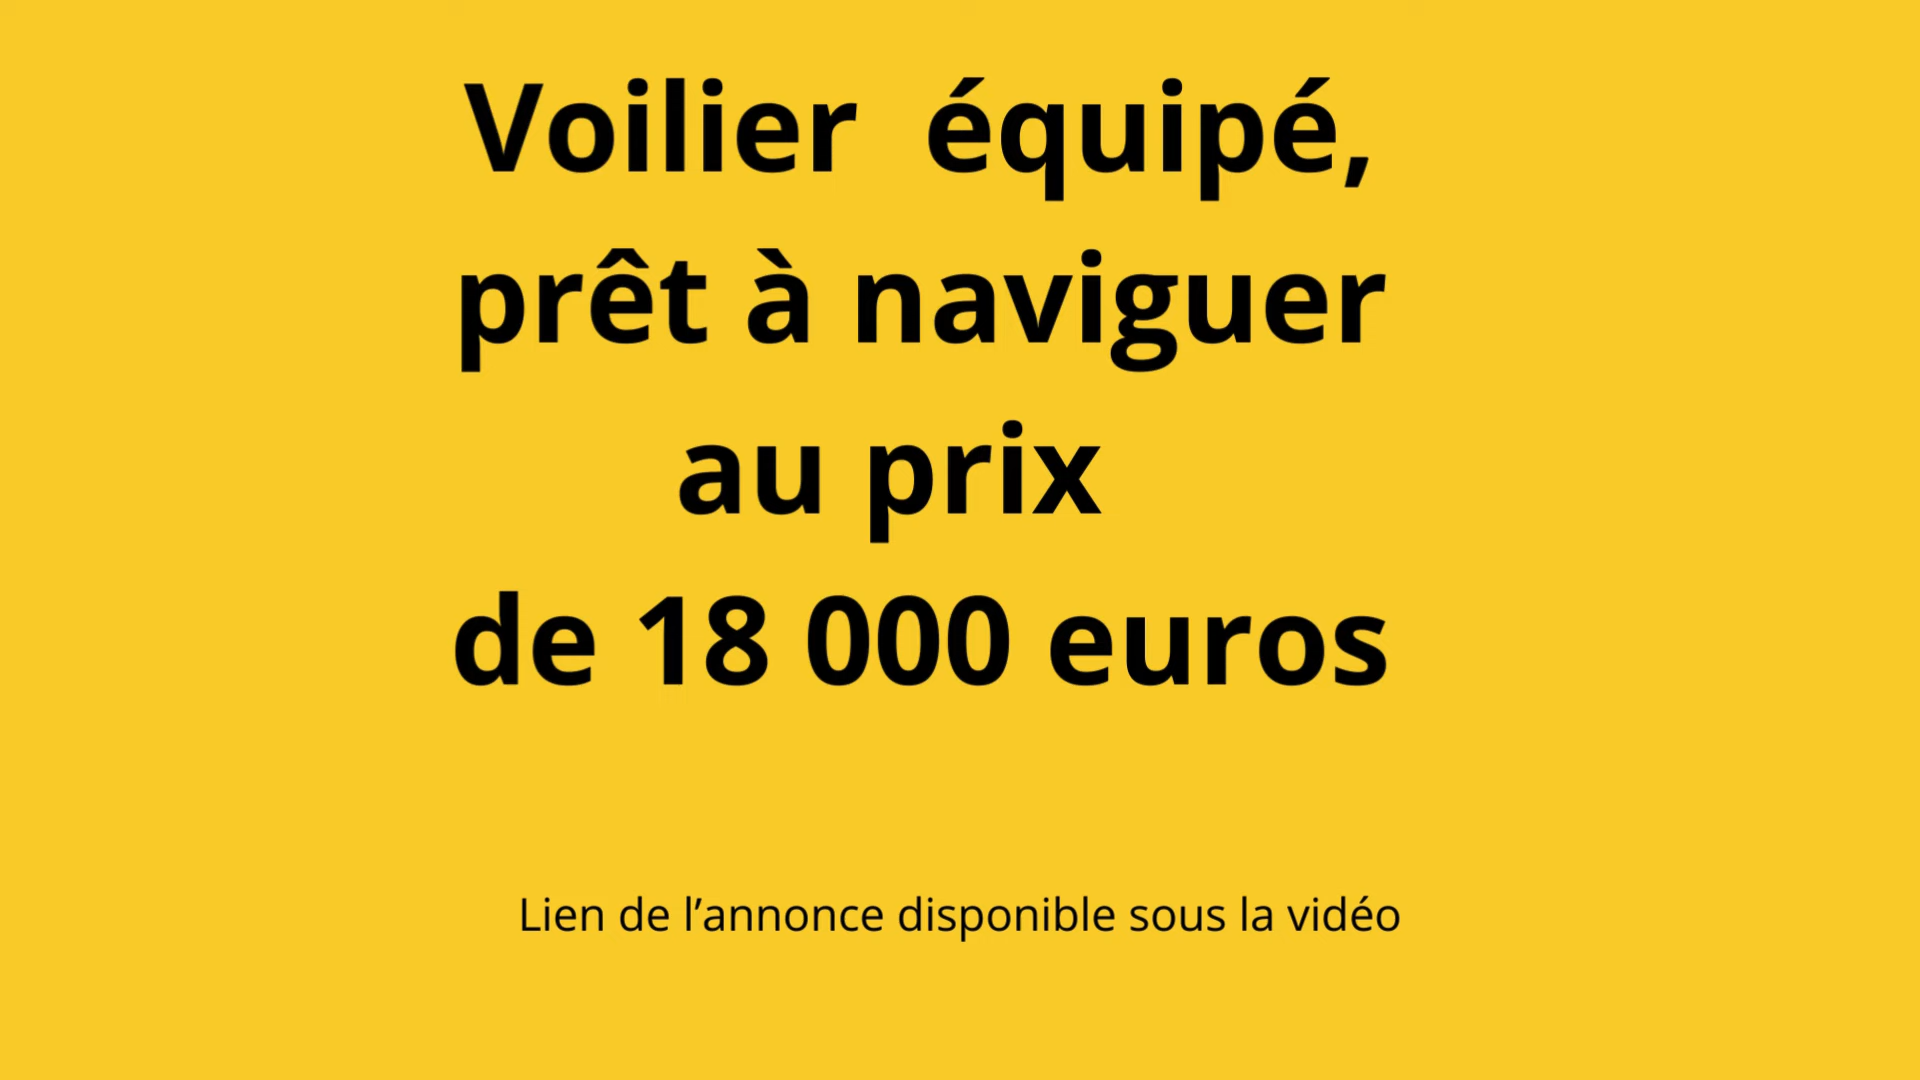 Voilier équipé,
prêt à naviguer
au prix
de 18 000 euros
Lien de l’annonce disponible sous la vidéo